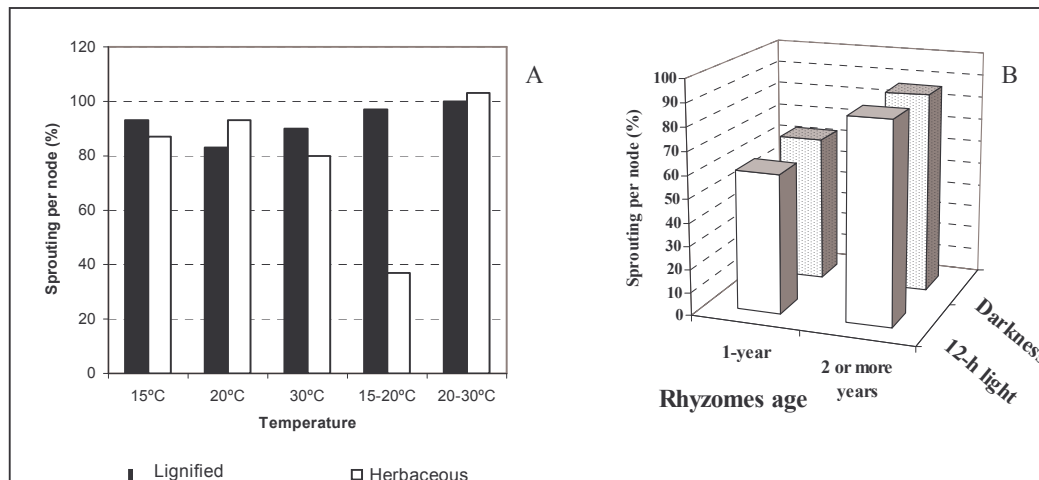 A
120
100
80
60
40
20
0
Sprouting per node (%)
15ºC 20ºC 30ºC 15-20ºC 20-30ºC
Temperature
Lignified Herbaceous
B
100
90
80
70
60
50
40
30
20
10
0
Sprouting per node (%)
1-year
2 or more
years
Rhyzomes age
Darkness
12-h light